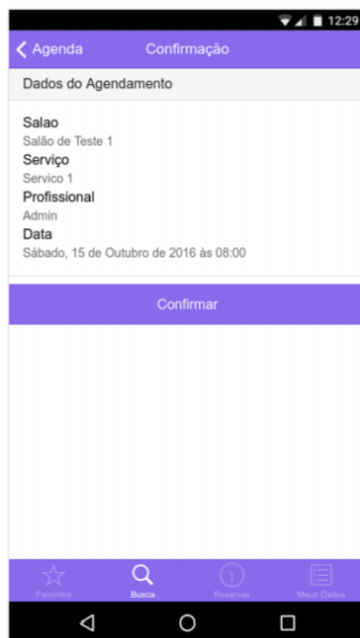 12:29
Agenda Confirmação
Dados do Agendamento
Salao
Salão de Teste 1
Serviço
Servico 1
Profissional
Admin
Data
Sábado, 15 de Outubro de 2016 às 08:00
Confirmar
Favoritos Busca Reservas Meus Dados